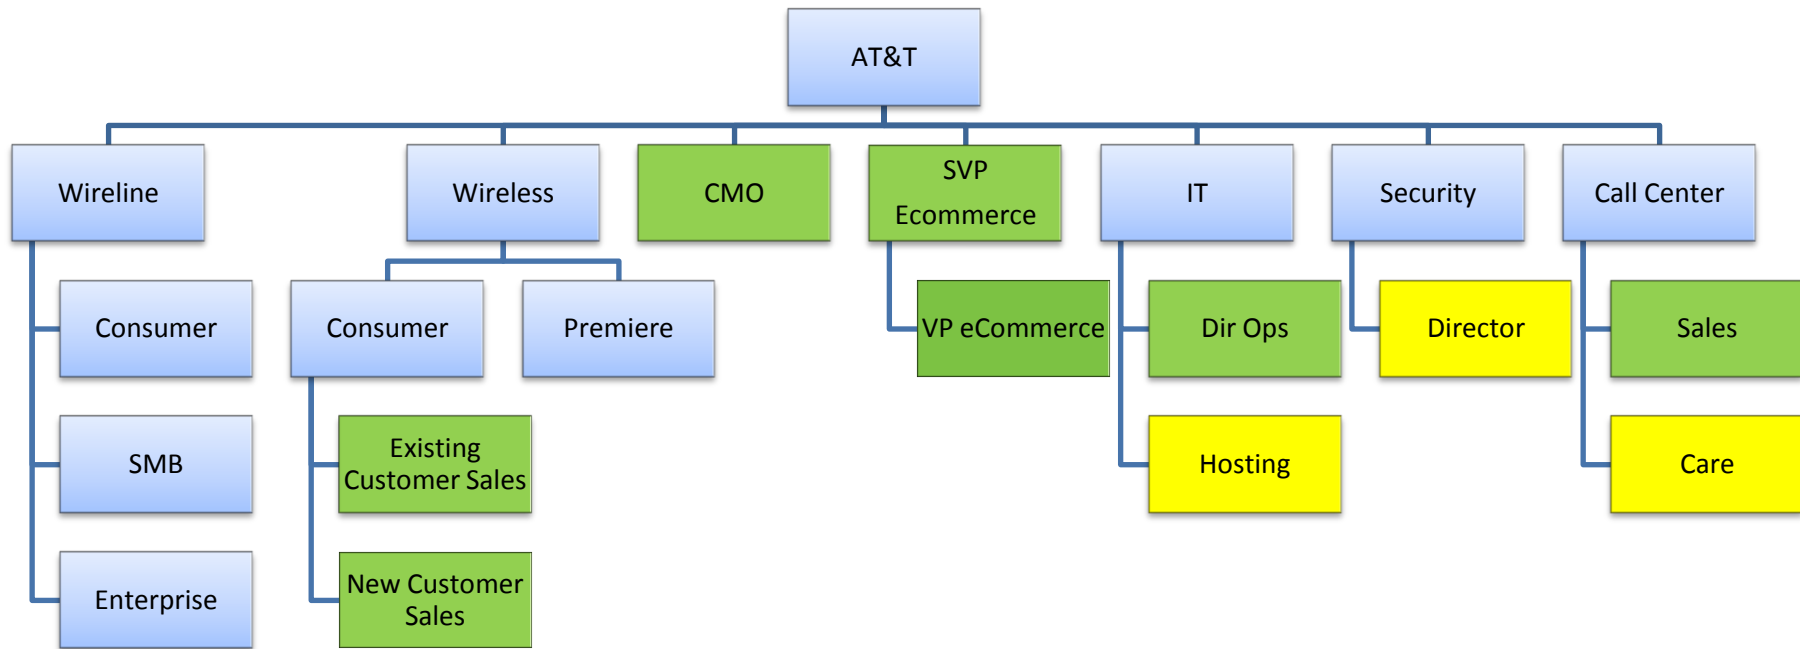 AT&T
Wireline
Wireless
CMO
SVP
Ecommerce
IT
Security
Call Center
Consumer
Consumer
Premiere
VP eCommerce
Dir Ops
Director
Sales
SMB
Existing
Customer Sales
Hosting
Care
Enterprise
New Customer
Sales